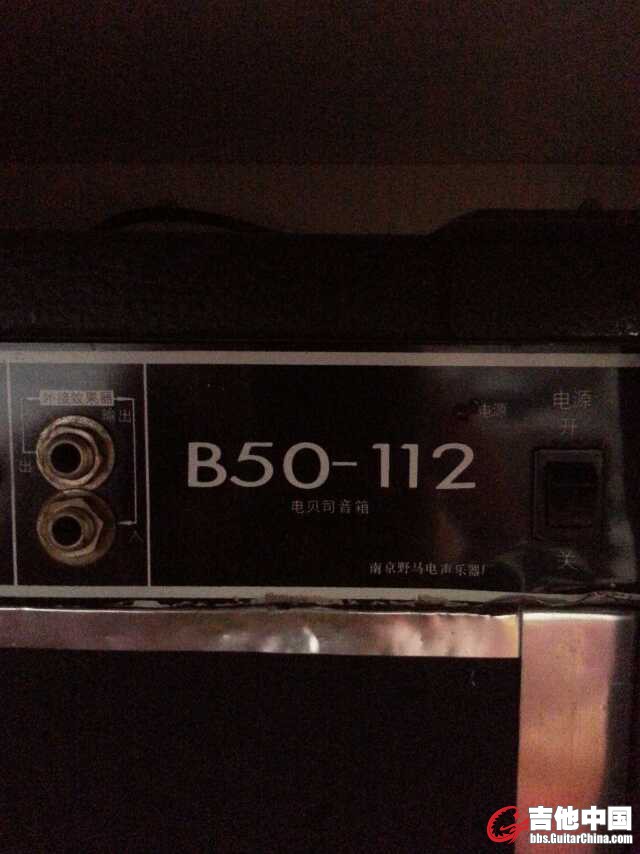 外接效果器
输出
出
入
B50-112
电贝司音箱
电源
电源
开
关
南京野马电声乐器厂
吉他中国
bbs.GuitarChina.com